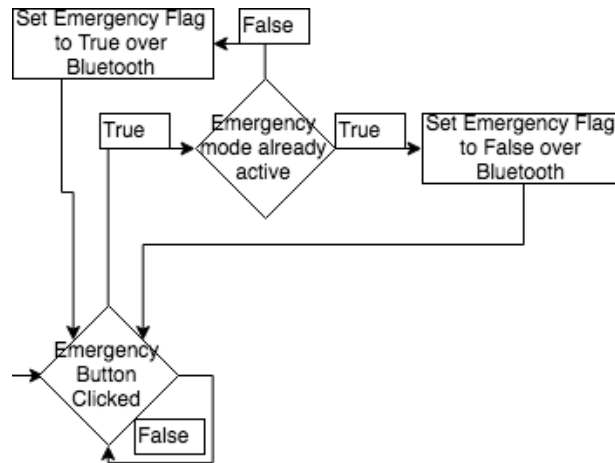 Set Emergency Flag
to True over
Bluetooth
False
True
Emergency
mode already
active
True
Set Emergency Flag
to False over
Bluetooth
Emergency
Button
Clicked
False